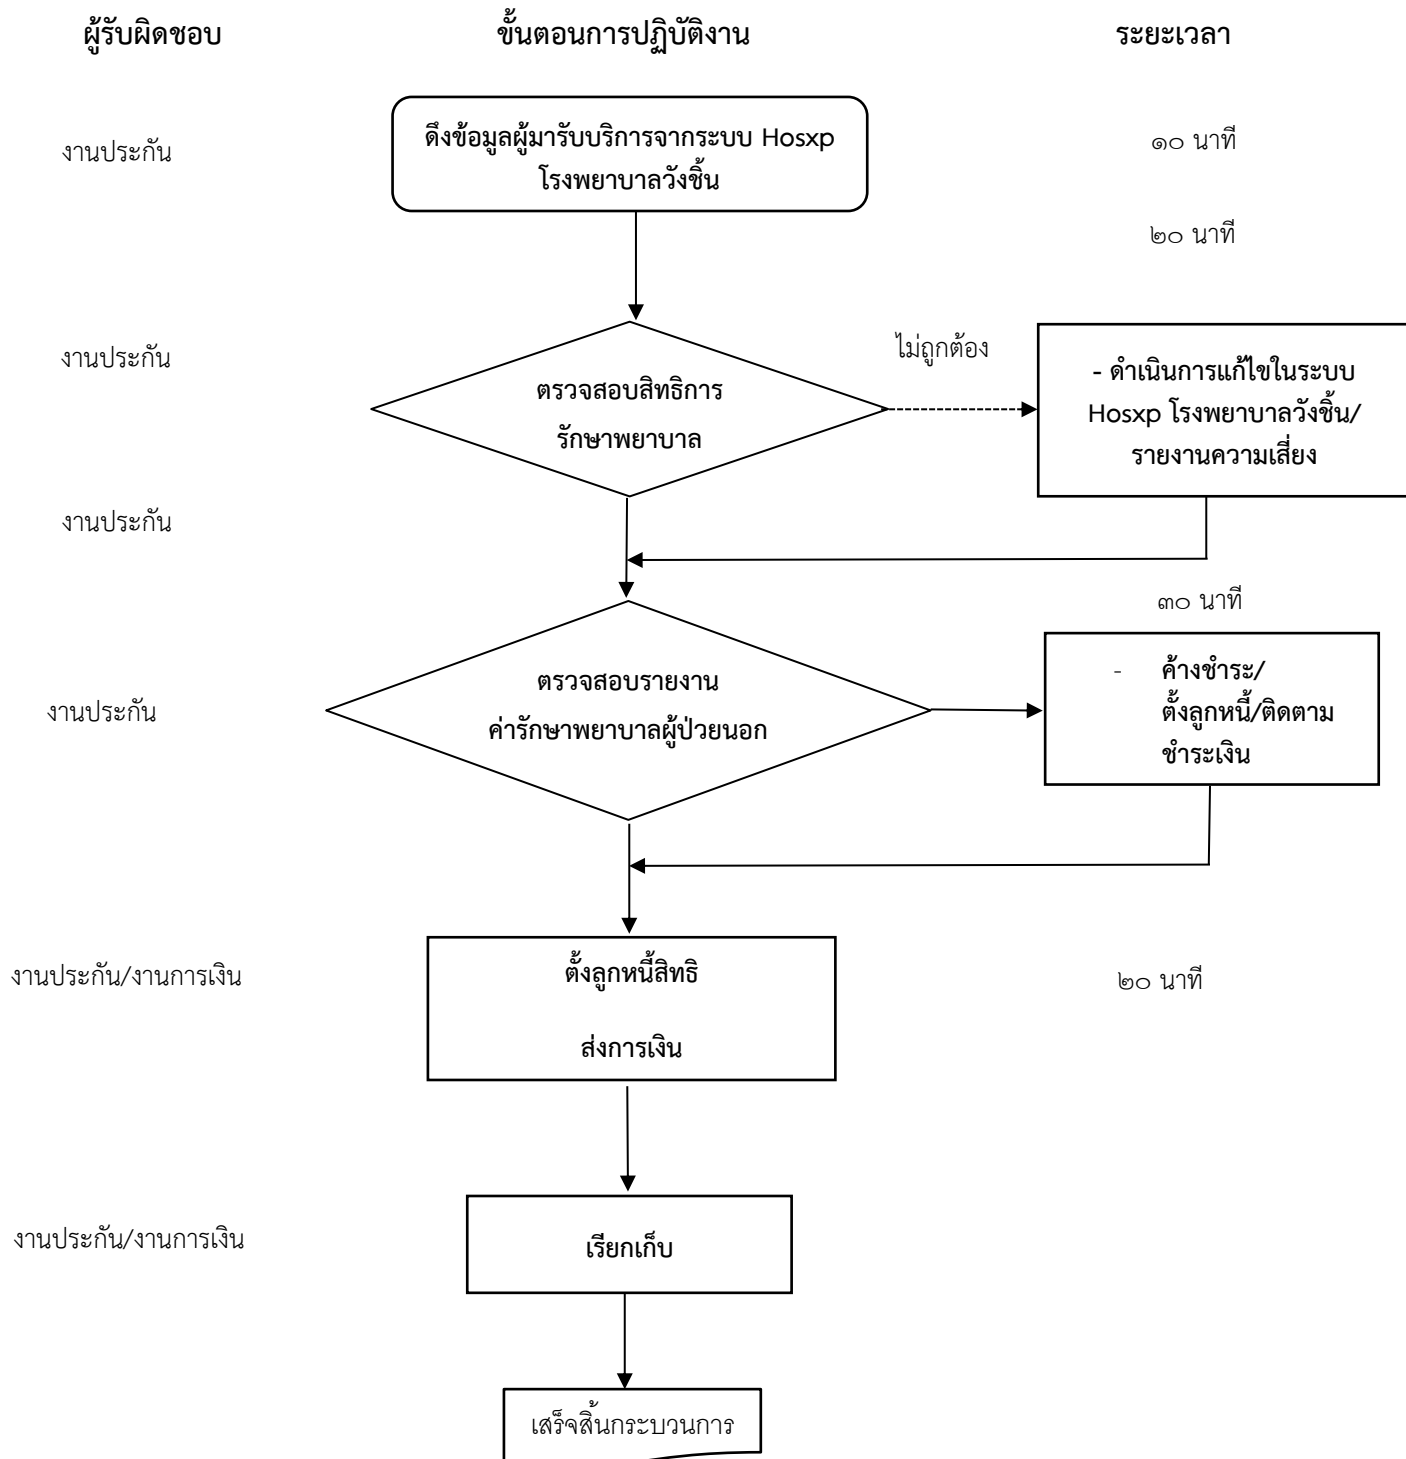 ผู้รับผิดชอบ
ขั้นตอนการปฏิบัติงาน
ระยะเวลา
งานประกัน
ดึงข้อมูลผู้มารับบริการจากระบบ Hosxp
โรงพยาบาลวังชิ้น
๑๐ นาที
๒๐ นาที
งานประกัน
ตรวจสอบสิทธิการ
รักษาพยาบาล
ไม่ถูกต้อง
- ดำเนินการแก้ไขในระบบ
Hosxp โรงพยาบาลวังชิ้น/
รายงานความเสี่ยง
งานประกัน
๓๐ นาที
งานประกัน
ตรวจสอบรายงาน
ค่ารักษาพยาบาลผู้ป่วยนอก
- ค้างชำระ/
ตั้งลูกหนี้/ติดตาม
ชำระเงิน
งานประกัน/งานการเงิน
ตั้งลูกหนี้สิทธิ
ส่งการเงิน
๒๐ นาที
งานประกัน/งานการเงิน
เรียกเก็บ
เสร็จสิ้นกระบวนการ